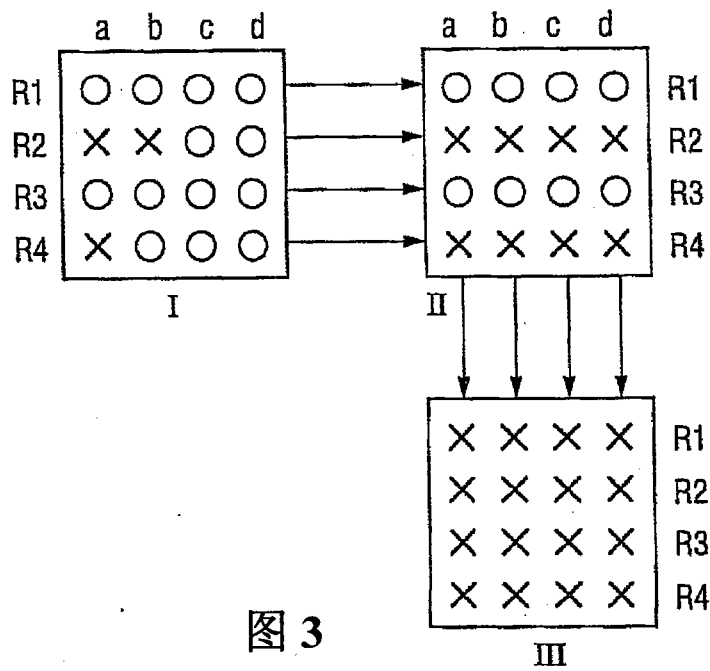 a b c d a b c d
R1 ○ ○ ○ ○ ○ ○ ○ ○ R1
R2 × × ○ ○ × × × × R2
R3 ○ ○ ○ ○ ○ ○ ○ ○ R3
R4 × ○ ○ ○ × × × × R4
I II
× × × × R1
× × × × R2
× × × × R3
× × × × R4
图 3
III